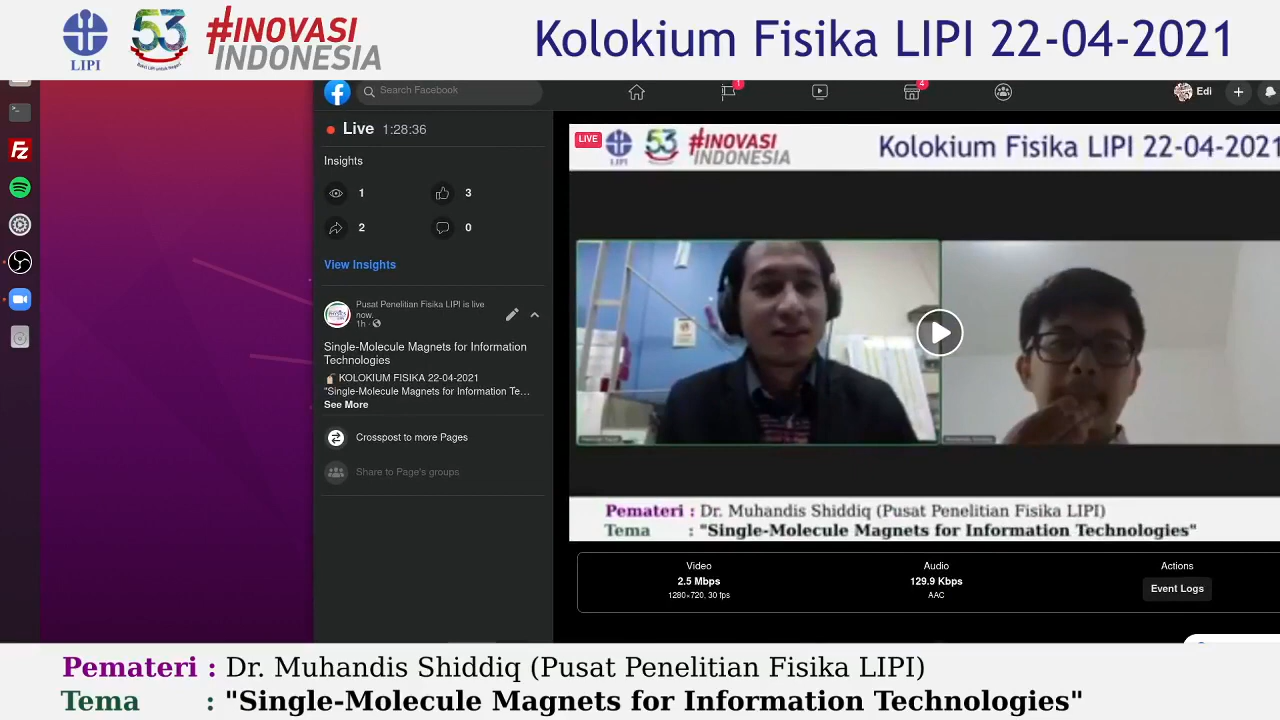 LIPI
53
#INOVASI
INDONESIA
Kolokium Fisika LIPI 22-04-2021
Search Facebook
1
4
Edi
Live 1:28:36
Insights
1
3
2
0
View Insights
Pusat Penelitian Fisika LIPI is live
now.
1h
Single-Molecule Magnets for Information
Technologies
KOLOKIUM FISIKA 22-04-2021
"Single-Molecule Magnets for Information Te…
See More
Crosspost to more Pages
Share to Page's groups
LIVE
LIPI
53
#INOVASI
INDONESIA
Kolokium Fisika LIPI 22-04-2021
Pemateri : Dr. Muhandis Shiddiq (Pusat Penelitian Fisika LIPI)
Tema : "Single-Molecule Magnets for Information Technologies"
Video
2.5 Mbps
1280×720, 30 fps
Audio
129.9 Kbps
AAC
Actions
Event Logs
Pemateri : Dr. Muhandis Shiddiq (Pusat Penelitian Fisika LIPI)
Tema : "Single-Molecule Magnets for Information Technologies"